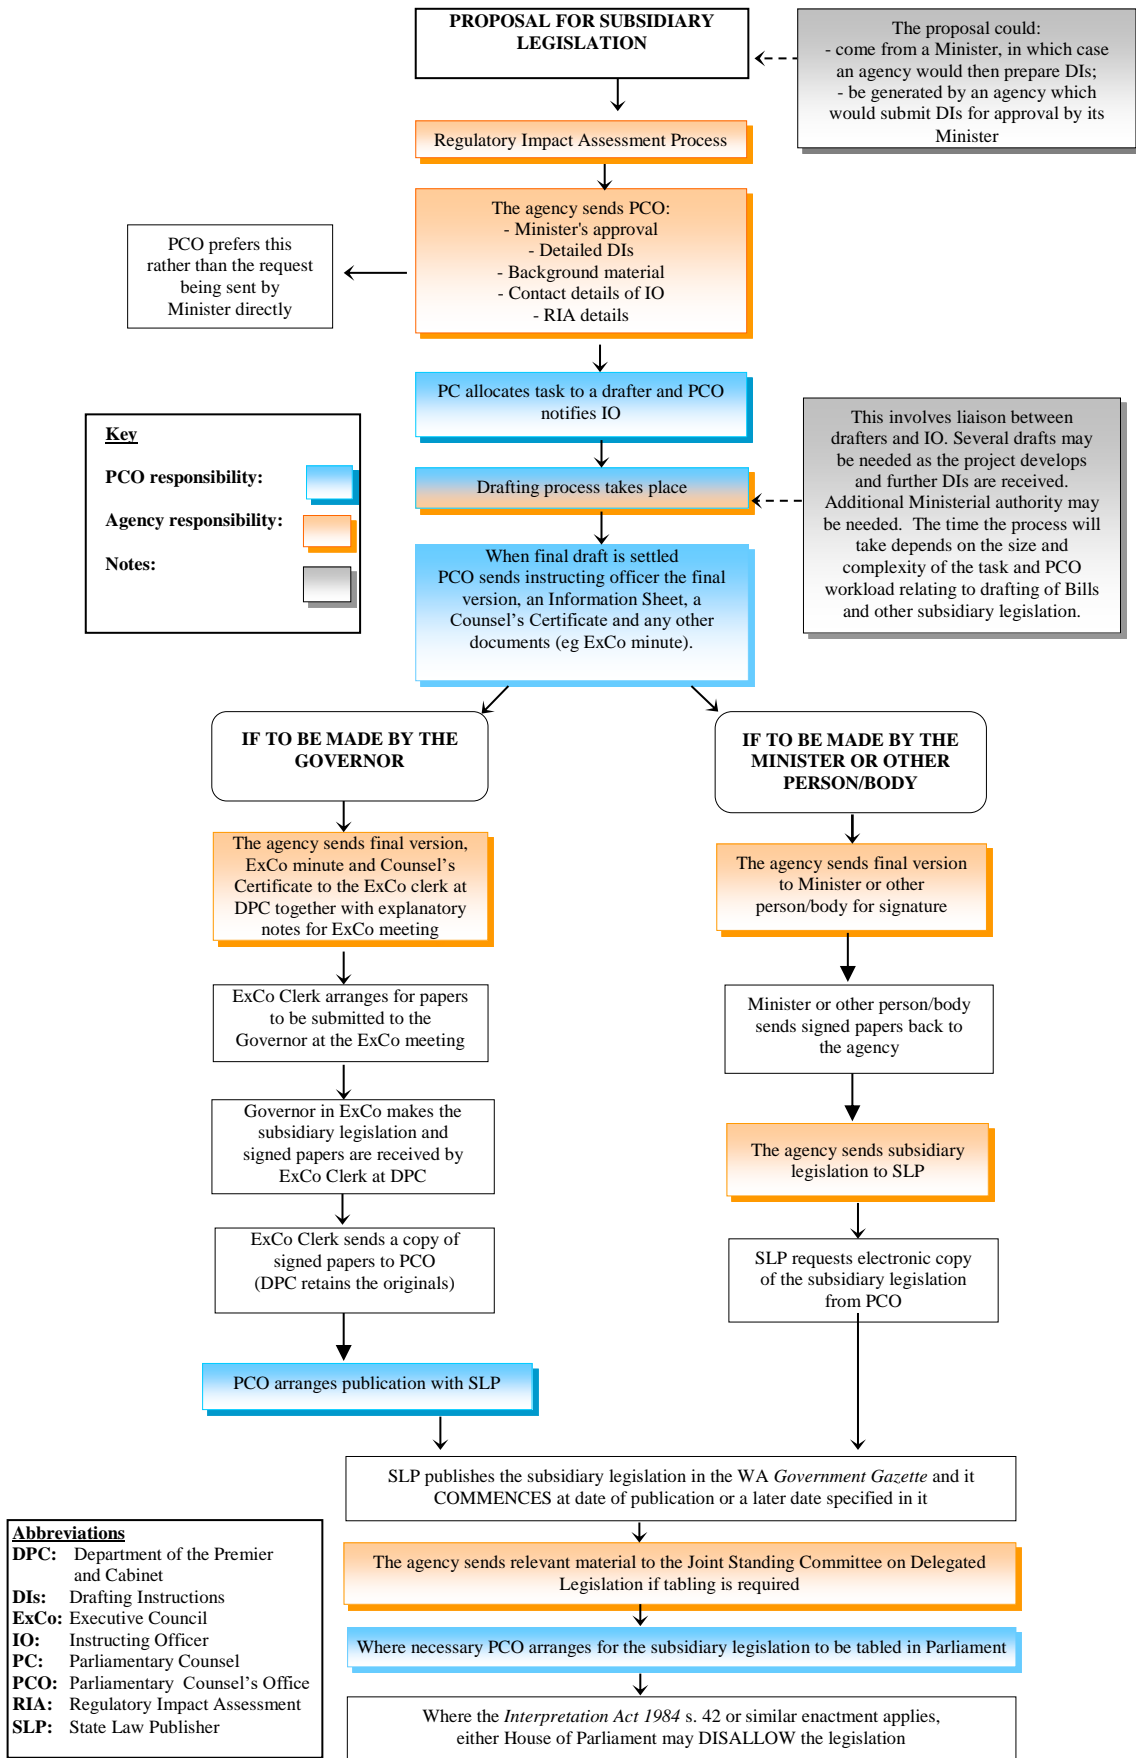 PROPOSAL FOR SUBSIDIARY
LEGISLATION
The proposal could:
- come from a Minister, in which case
an agency would then prepare DIs;
- be generated by an agency which
would submit DIs for approval by its
Minister
Regulatory Impact Assessment Process
The agency sends PCO:
- Minister's approval
- Detailed DIs
- Background material
- Contact details of IO
- RIA details
PCO prefers this
rather than the request
being sent by
Minister directly
PC allocates task to a drafter and PCO
notifies IO
Key
PCO responsibility:
Agency responsibility:
Notes:
Drafting process takes place
This involves liaison between
drafters and IO. Several drafts may
be needed as the project develops
and further DIs are received.
Additional Ministerial authority may
be needed.  The time the process will
take depends on the size and
complexity of the task and PCO
workload relating to drafting of Bills
and other subsidiary legislation.
When final draft is settled
PCO sends instructing officer the final
version, an Information Sheet, a
Counsel’s Certificate and any other
documents (eg ExCo minute).
IF TO BE MADE BY THE
GOVERNOR
IF TO BE MADE BY THE
MINISTER OR OTHER
PERSON/BODY
The agency sends final version,
ExCo minute and Counsel’s
Certificate to the ExCo clerk at
DPC together with explanatory
notes for ExCo meeting
The agency sends final version
to Minister or other
person/body for signature
ExCo Clerk arranges for papers
to be submitted to the
Governor at the ExCo meeting
Minister or other person/body
sends signed papers back to
the agency
Governor in ExCo makes the
subsidiary legislation and
signed papers are received by
ExCo Clerk at DPC
The agency sends subsidiary
legislation to SLP
ExCo Clerk sends a copy of
signed papers to PCO
(DPC retains the originals)
SLP requests electronic copy
of the subsidiary legislation
from PCO
PCO arranges publication with SLP
SLP publishes the subsidiary legislation in the WA Government Gazette and it
COMMENCES at date of publication or a later date specified in it
The agency sends relevant material to the Joint Standing Committee on Delegated
Legislation if tabling is required
Where necessary PCO arranges for the subsidiary legislation to be tabled in Parliament
Where the Interpretation Act 1984 s. 42 or similar enactment applies,
either House of Parliament may DISALLOW the legislation
Abbreviations
DPC: Department of the Premier
and Cabinet
DIs: Drafting Instructions
ExCo: Executive Council
IO: Instructing Officer
PC: Parliamentary Counsel
PCO: Parliamentary  Counsel’s Office
RIA: Regulatory Impact Assessment
SLP: State Law Publisher